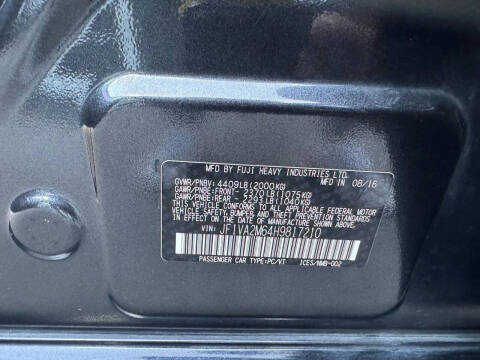 MFD BY FUJI HEAVY INDUSTRIES LTD.
GVWR/PNBV: 4409LB(2000KG) MFD IN 08/16
GAWR/PNBE: FRONT- 2370LB(1075KG)
GAWR/PNBE: REAR - 2293LB(1040KG)
THIS VEHICLE CONFORMS TO ALL APPLICABLE FEDERAL MOTOR
VEHICLE SAFETY, BUMPER AND THEFT PREVENTION STANDARDS
IN EFFECT ON THE DATE OF MANUFACTURE SHOWN ABOVE.
VIN: JF1VA2M64H9817210
PASSENGER CAR TYPE: PC/VT ICES/NMB-002